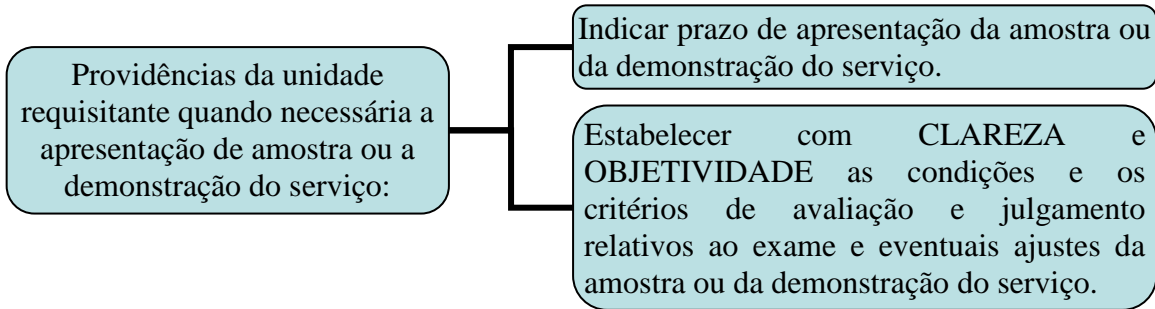 Providências da unidade
requisitante quando necessária a
apresentação de amostra ou a
demonstração do serviço:
Indicar prazo de apresentação da amostra ou
da demonstração do serviço.
Estabelecer com CLAREZA e
OBJETIVIDADE as condições e os
critérios de avaliação e julgamento
relativos ao exame e eventuais ajustes da
amostra ou da demonstração do serviço.